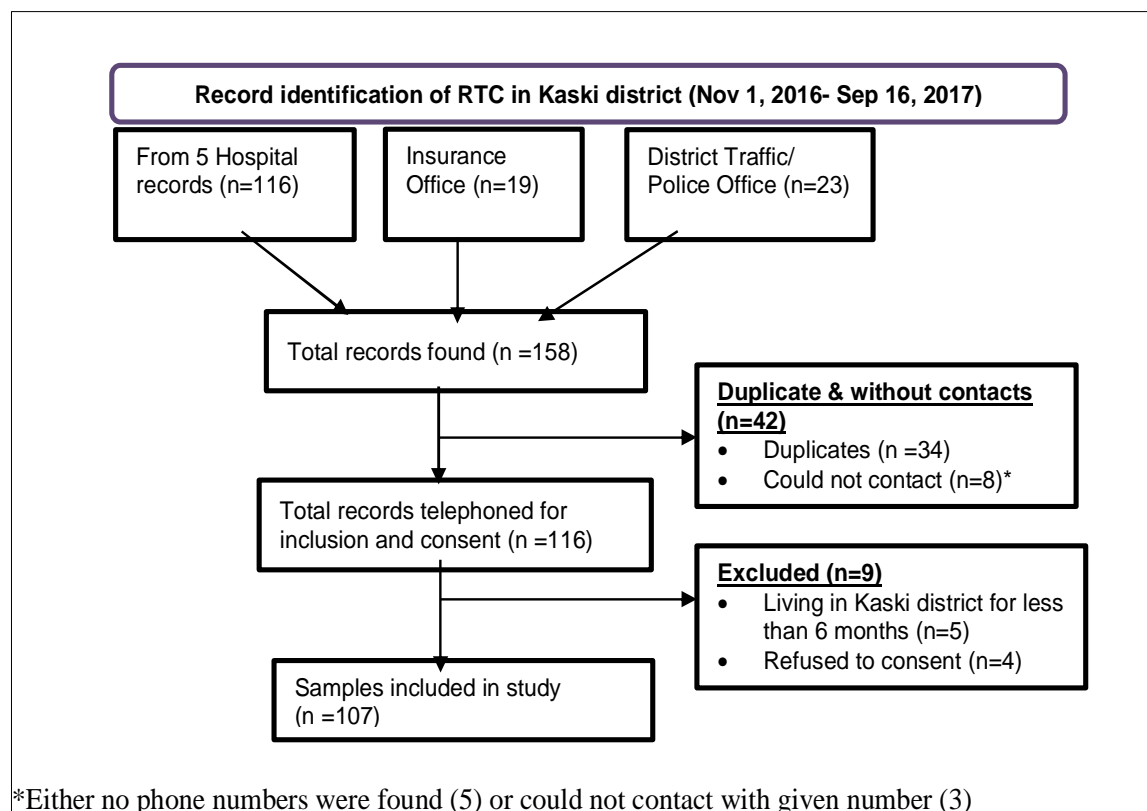 Record identification of RTC in Kaski district (Nov 1, 2016- Sep 16, 2017)
From 5 Hospital
records (n=116)
Insurance
Office (n=19)
District Traffic/
Police Office (n=23)
Total records found (n =158)
Duplicate & without contacts
(n=42)
• Duplicates (n =34)
• Could not contact (n=8)*
Total records telephoned for
inclusion and consent (n =116)
Excluded (n=9)
• Living in Kaski district for less
than 6 months (n=5)
• Refused to consent (n=4)
Samples included in study
(n =107)
*Either no phone numbers were found (5) or could not contact with given number (3)